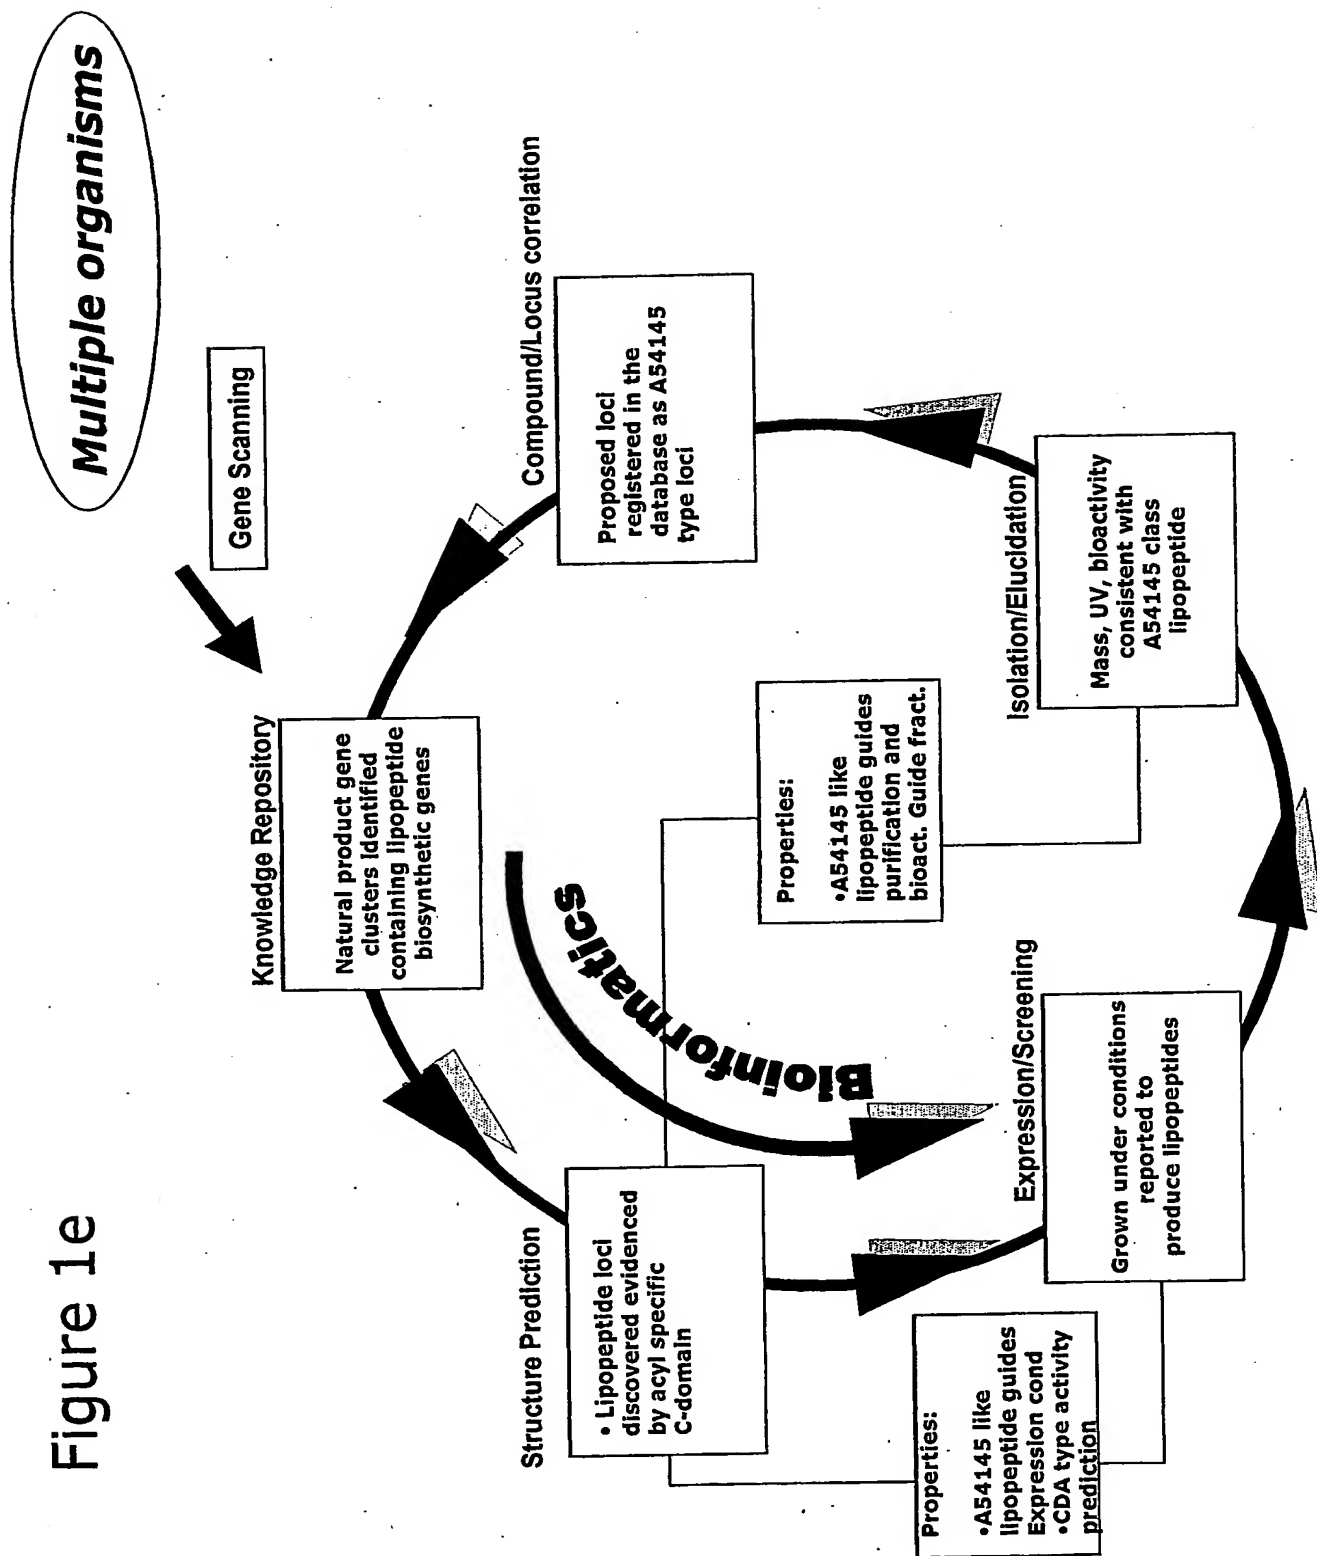 Figure 1e
Multiple organisms
Gene Scanning
Knowledge Repository
Natural product gene
clusters identified
containing lipopeptide
biosynthetic genes
Compound/Locus correlation
Proposed loci
registered in the
database as A54145
type loci
Structure Prediction
• Lipopeptide loci
discovered evidenced
by acyl specific
C-domain
Bioinformatics
Properties:
•A54145 like
lipopeptide guides
purification and
bioact. Guide fract.
Properties:
•A54145 like
lipopeptide guides
Expression cond
•CDA type activity
prediction
Expression/Screening
Grown under conditions
reported to
produce lipopeptides
Isolation/Elucidation
Mass, UV, bioactivity
consistent with
A54145 class
lipopeptide